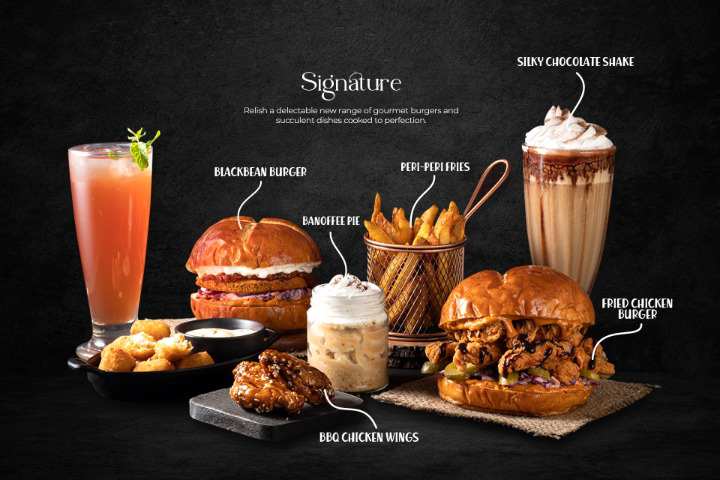 Signature
Relish a delectable new range of gourmet burgers and
succulent dishes cooked to perfection.
SILKY CHOCOLATE SHAKE
BLACKBEAN BURGER
PERI-PERI FRIES
BANOFFEE PIE
FRIED CHICKEN
BURGER
BBQ CHICKEN WINGS